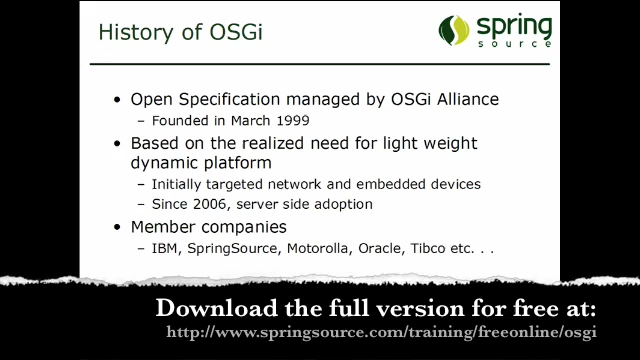 History of OSGi
spring
source
• Open Specification managed by OSGi Alliance
– Founded in March 1999
• Based on the realized need for light weight
dynamic platform
– Initially targeted network and embedded devices
– Since 2006, server side adoption
• Member companies
– IBM, SpringSource, Motorolla, Oracle, Tibco etc. . .
Download the full version for free at:
http://www.springsource.com/training/freeonline/osgi